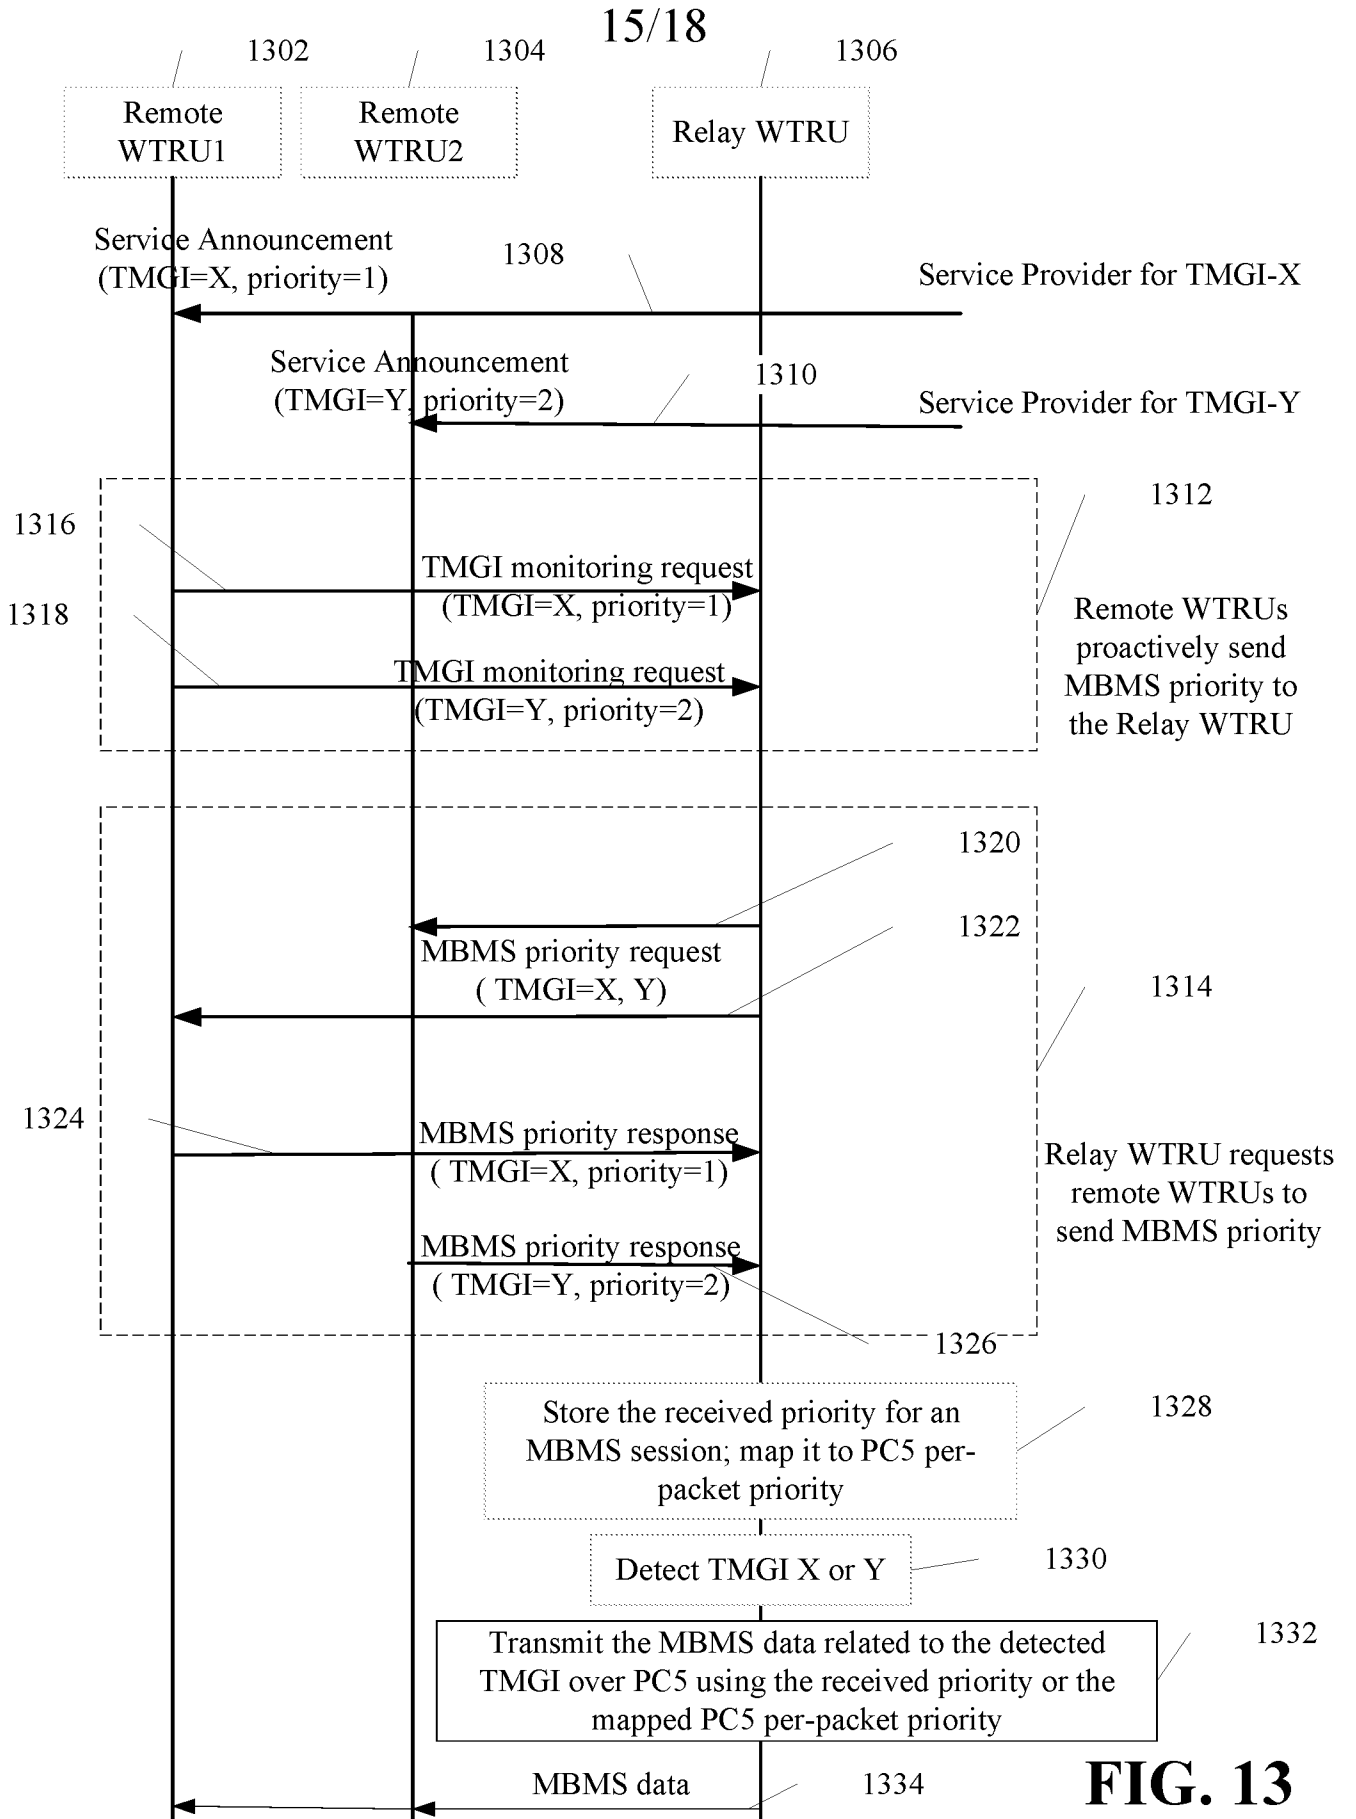 15/18
1302
1304
1306
Remote
WTRU1
Remote
WTRU2
Relay WTRU
Service Announcement
(TMGI=X, priority=1)
1308
Service Provider for TMGI-X
Service Announcement
(TMGI=Y, priority=2)
1310
Service Provider for TMGI-Y
1312
1316
TMGI monitoring request
(TMGI=X, priority=1)
1318
TMGI monitoring request
(TMGI=Y, priority=2)
Remote WTRUs
proactively send
MBMS priority to
the Relay WTRU
1320
1322
MBMS priority request
( TMGI=X, Y)
1314
1324
MBMS priority response
( TMGI=X, priority=1)
MBMS priority response
( TMGI=Y, priority=2)
Relay WTRU requests
remote WTRUs to
send MBMS priority
1326
Store the received priority for an
MBMS session; map it to PC5 per-
packet priority
1328
Detect TMGI X or Y
1330
Transmit the MBMS data related to the detected
TMGI over PC5 using the received priority or the
mapped PC5 per-packet priority
1332
MBMS data
1334
FIG. 13